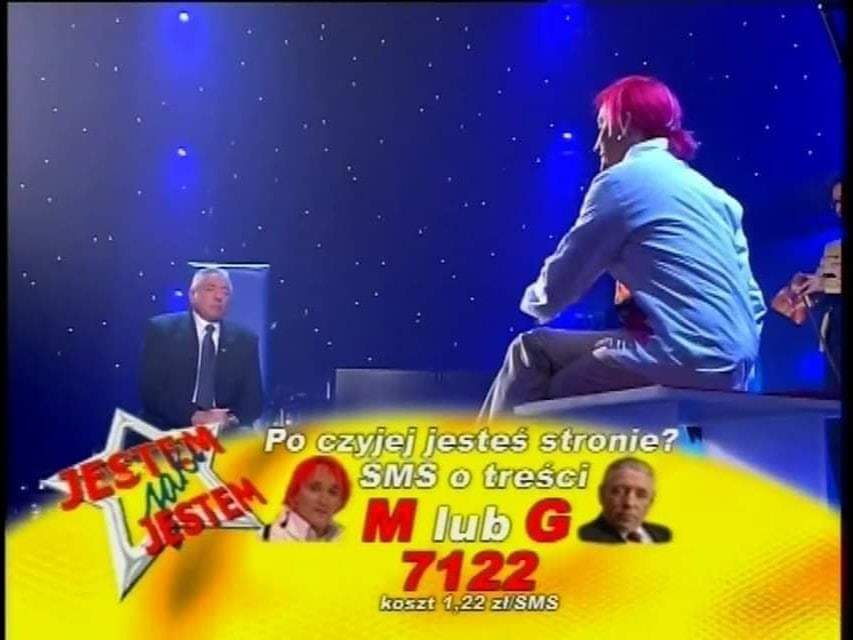 JESTEM
jaki
JESTEM
Po czyjej jesteś stronie?
SMS o treści
M lub G
7122
koszt 1,22 zł/SMS